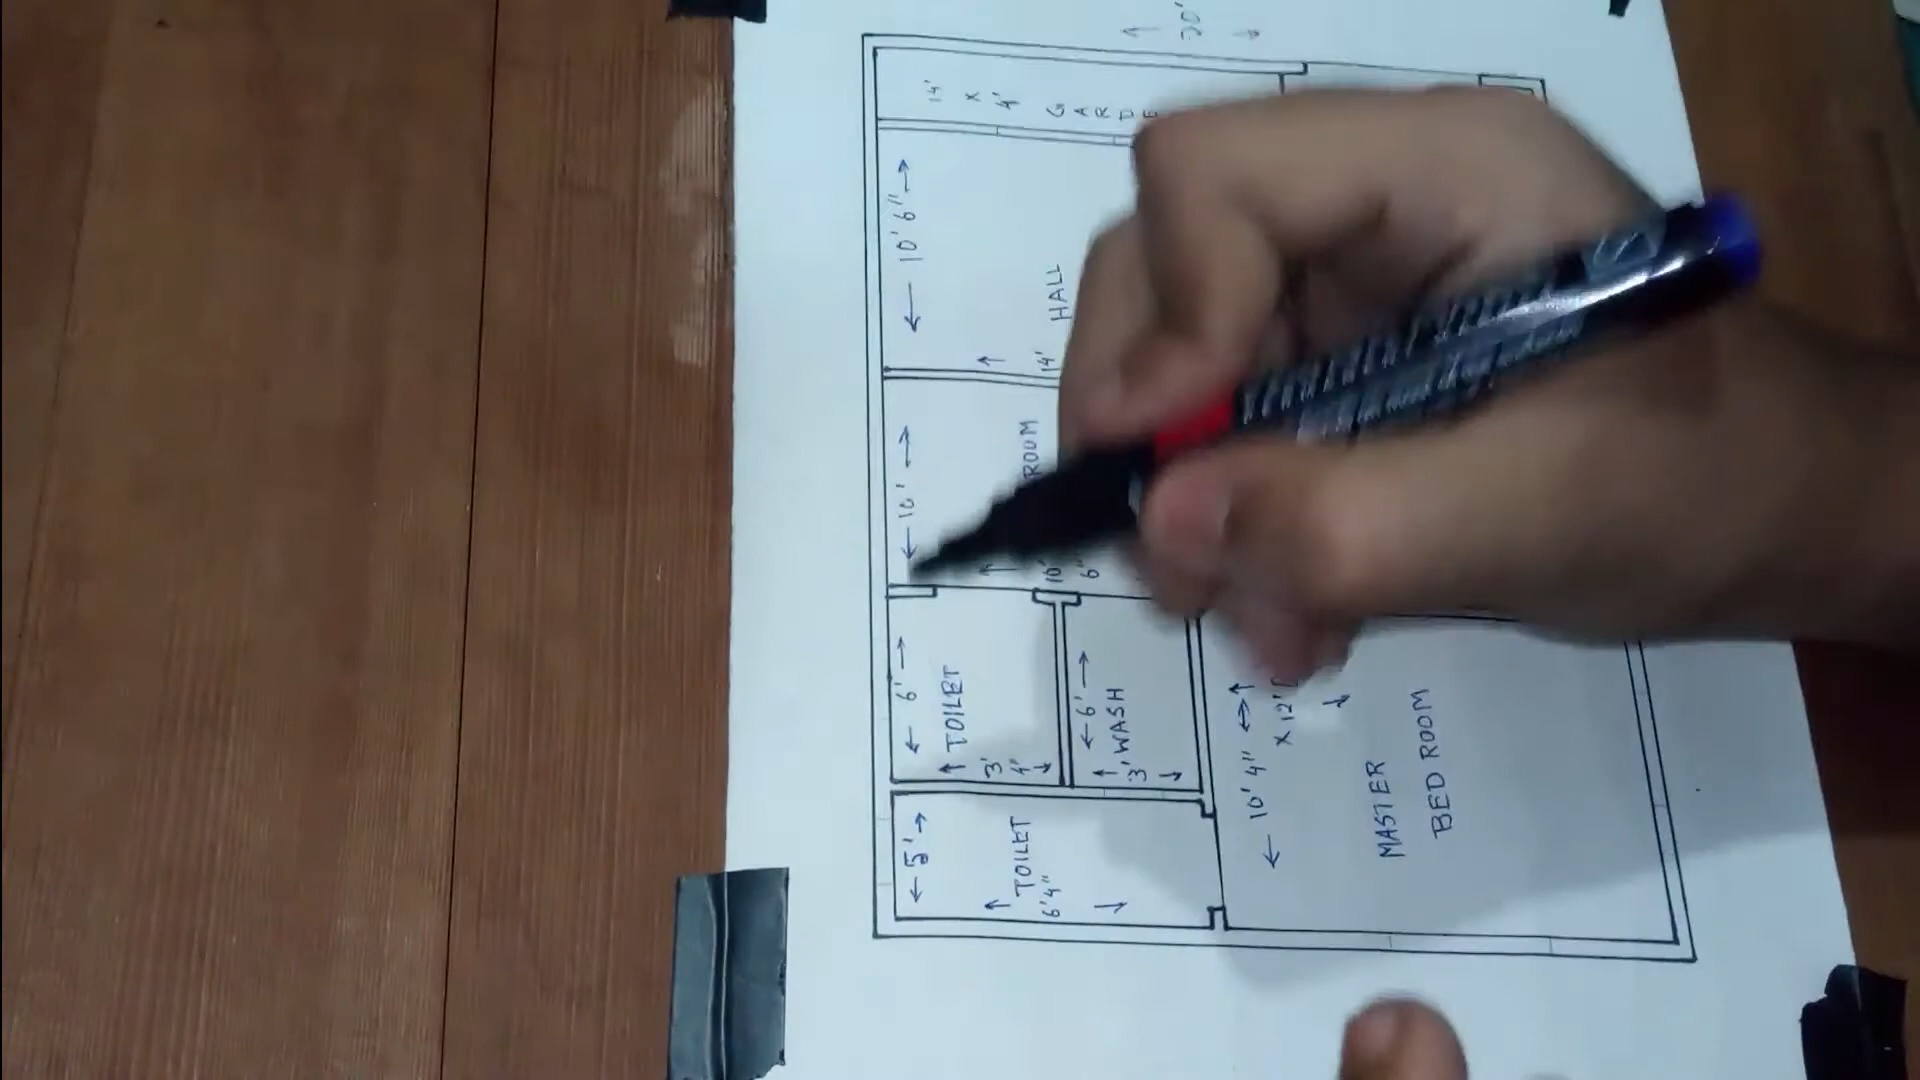 20'
14'
X
4'
GARDE
10'6"
HALL
14'
10'
ROOM
10'
6"
6'
TOILET
3'
4"
6'
WASH
3'
5'
TOILET
6'4"
10'4"
X 12'
MASTER
BED ROOM